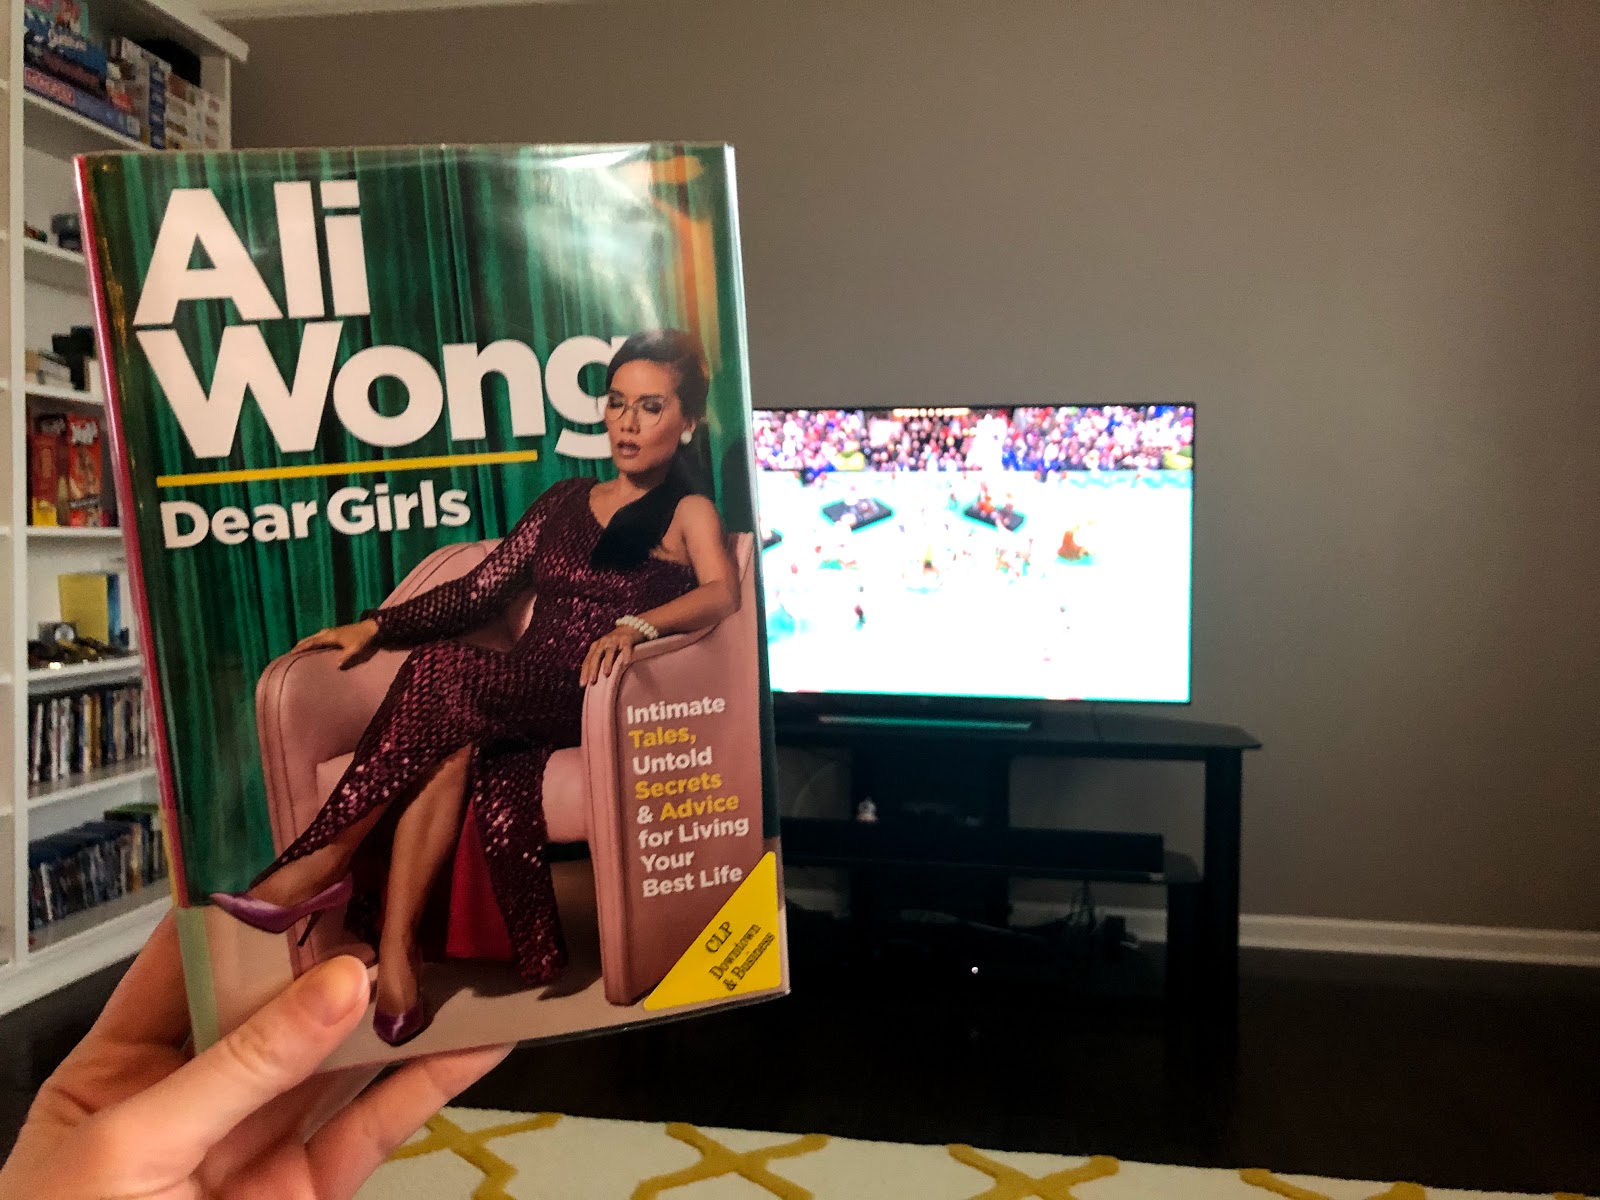 Ali
Wong
Dear Girls
Intimate
Tales,
Untold
Secrets
& Advice
for Living
Your
Best Life
CLP
Downtown
& Business